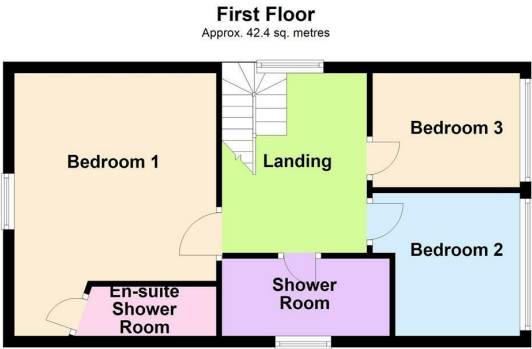 First Floor
Approx. 42.4 sq. metres
Bedroom 1
Landing
Bedroom 3
Bedroom 2
En-suite
Shower
Room
Shower
Room